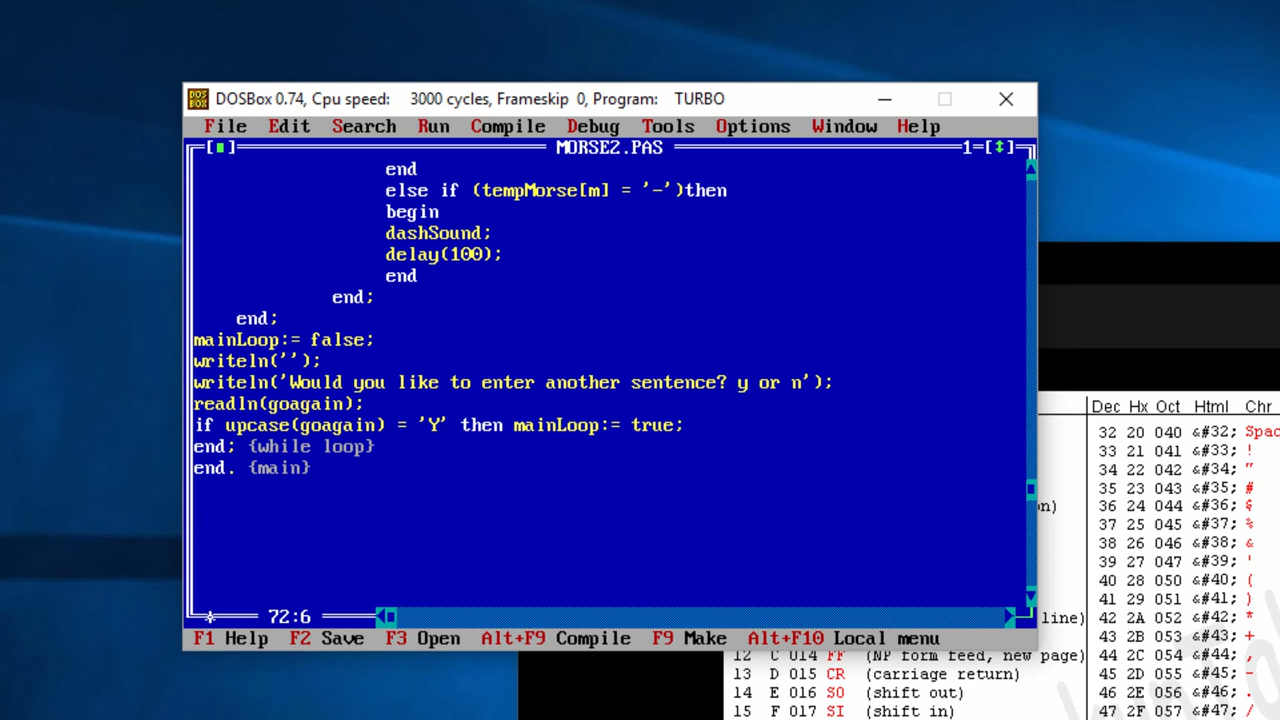 DOSBox 0.74, Cpu speed: 3000 cycles, Frameskip 0, Program: TURBO
File Edit Search Run Compile Debug Tools Options Window Help
[■] MORSE2.PAS 1=[↕]
end
else if (tempMorse[m] = '-')then
begin
dashSound;
delay(100);
end
end;
end;
mainLoop:= false;
writeln('');
writeln('Would you like to enter another sentence? y or n');
readln(goagain);
if upcase(goagain) = 'Y' then mainLoop:= true;
end; {while loop}
end. {main}
* 72:6
F1 Help F2 Save F3 Open Alt+F9 Compile F9 Make Alt+F10 Local menu
Dec Hx Oct Html Chr
32 20 040 &#32; Spac
33 21 041 &#33; !
34 22 042 &#34; "
35 23 043 &#35; #
36 24 044 &#36; $
37 25 045 &#37; %
38 26 046 &#38; &
39 27 047 &#39; '
40 28 050 &#40; (
41 29 051 &#41; )
line) 42 2A 052 &#42; *
43 2B 053 &#43; +
12 C 014 FF (NP form feed, new page) 44 2C 054 &#44; ,
13 D 015 CR (carriage return) 45 2D 055 &#45; -
14 E 016 SO (shift out) 46 2E 056 &#46; .
15 F 017 SI (shift in) 47 2F 057 &#47; /